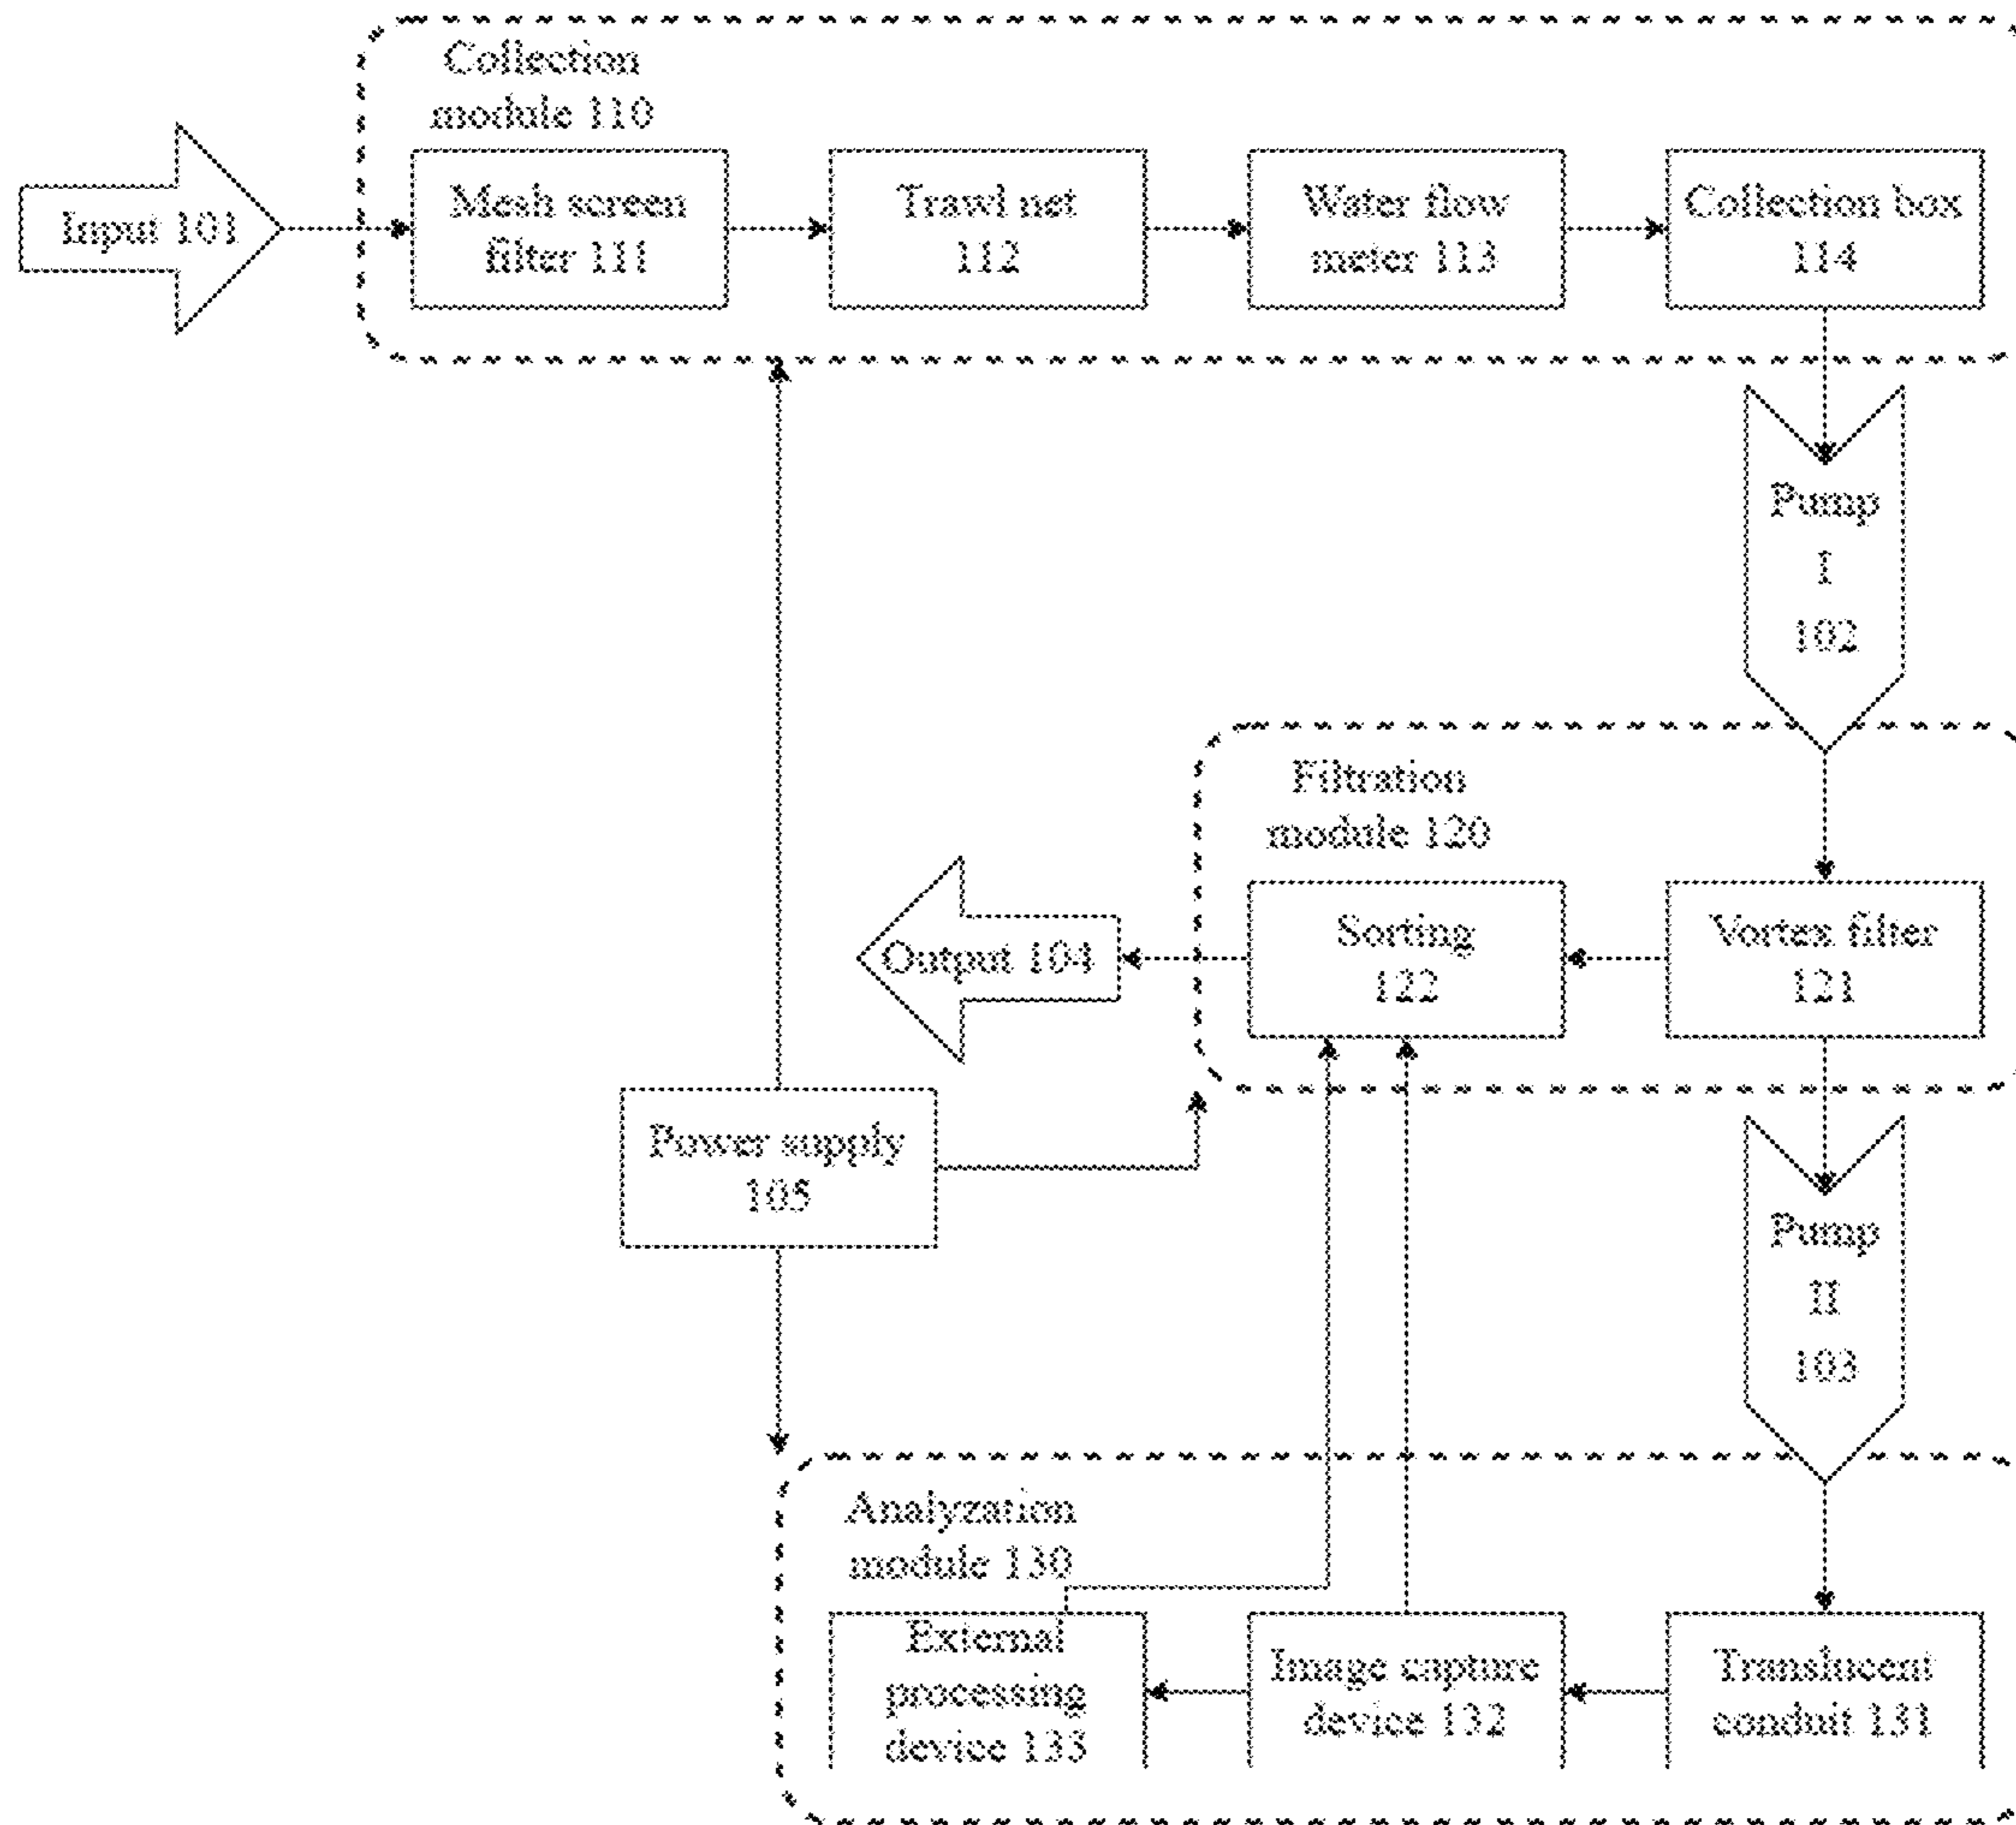 Collection
module 110
Input 101
Mesh screen
filter 111
Trawl net
112
Water flow
meter 113
Collection box
114
Pump
I
102
Filtration
module 120
Output 104
Sorting
122
Vortex filter
121
Power supply
105
Pump
II
103
Analyzation
module 130
External
processing
device 133
Image capture
device 132
Translucent
conduit 131